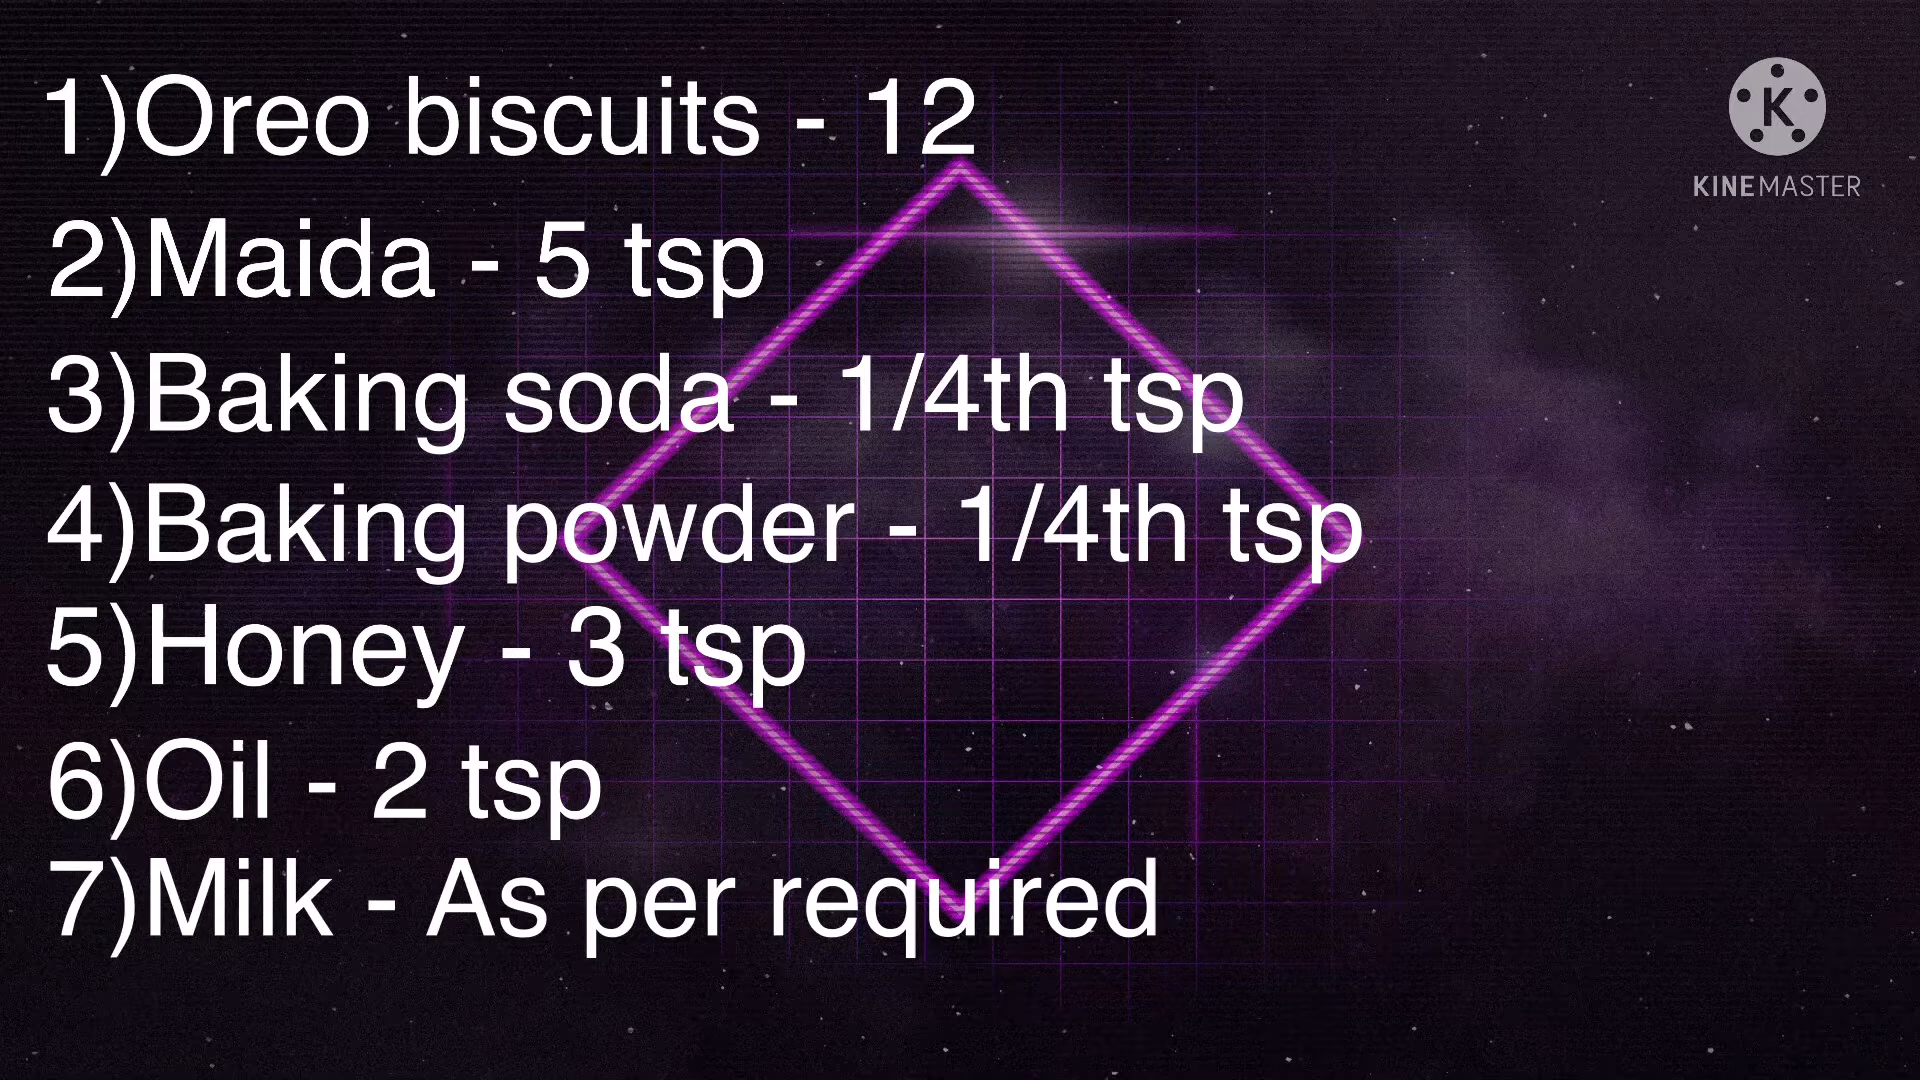 1)Oreo biscuits - 12
2)Maida - 5 tsp
3)Baking soda - 1/4th tsp
4)Baking powder - 1/4th tsp
5)Honey - 3 tsp
6)Oil - 2 tsp
7)Milk - As per required
K
KINEMASTER